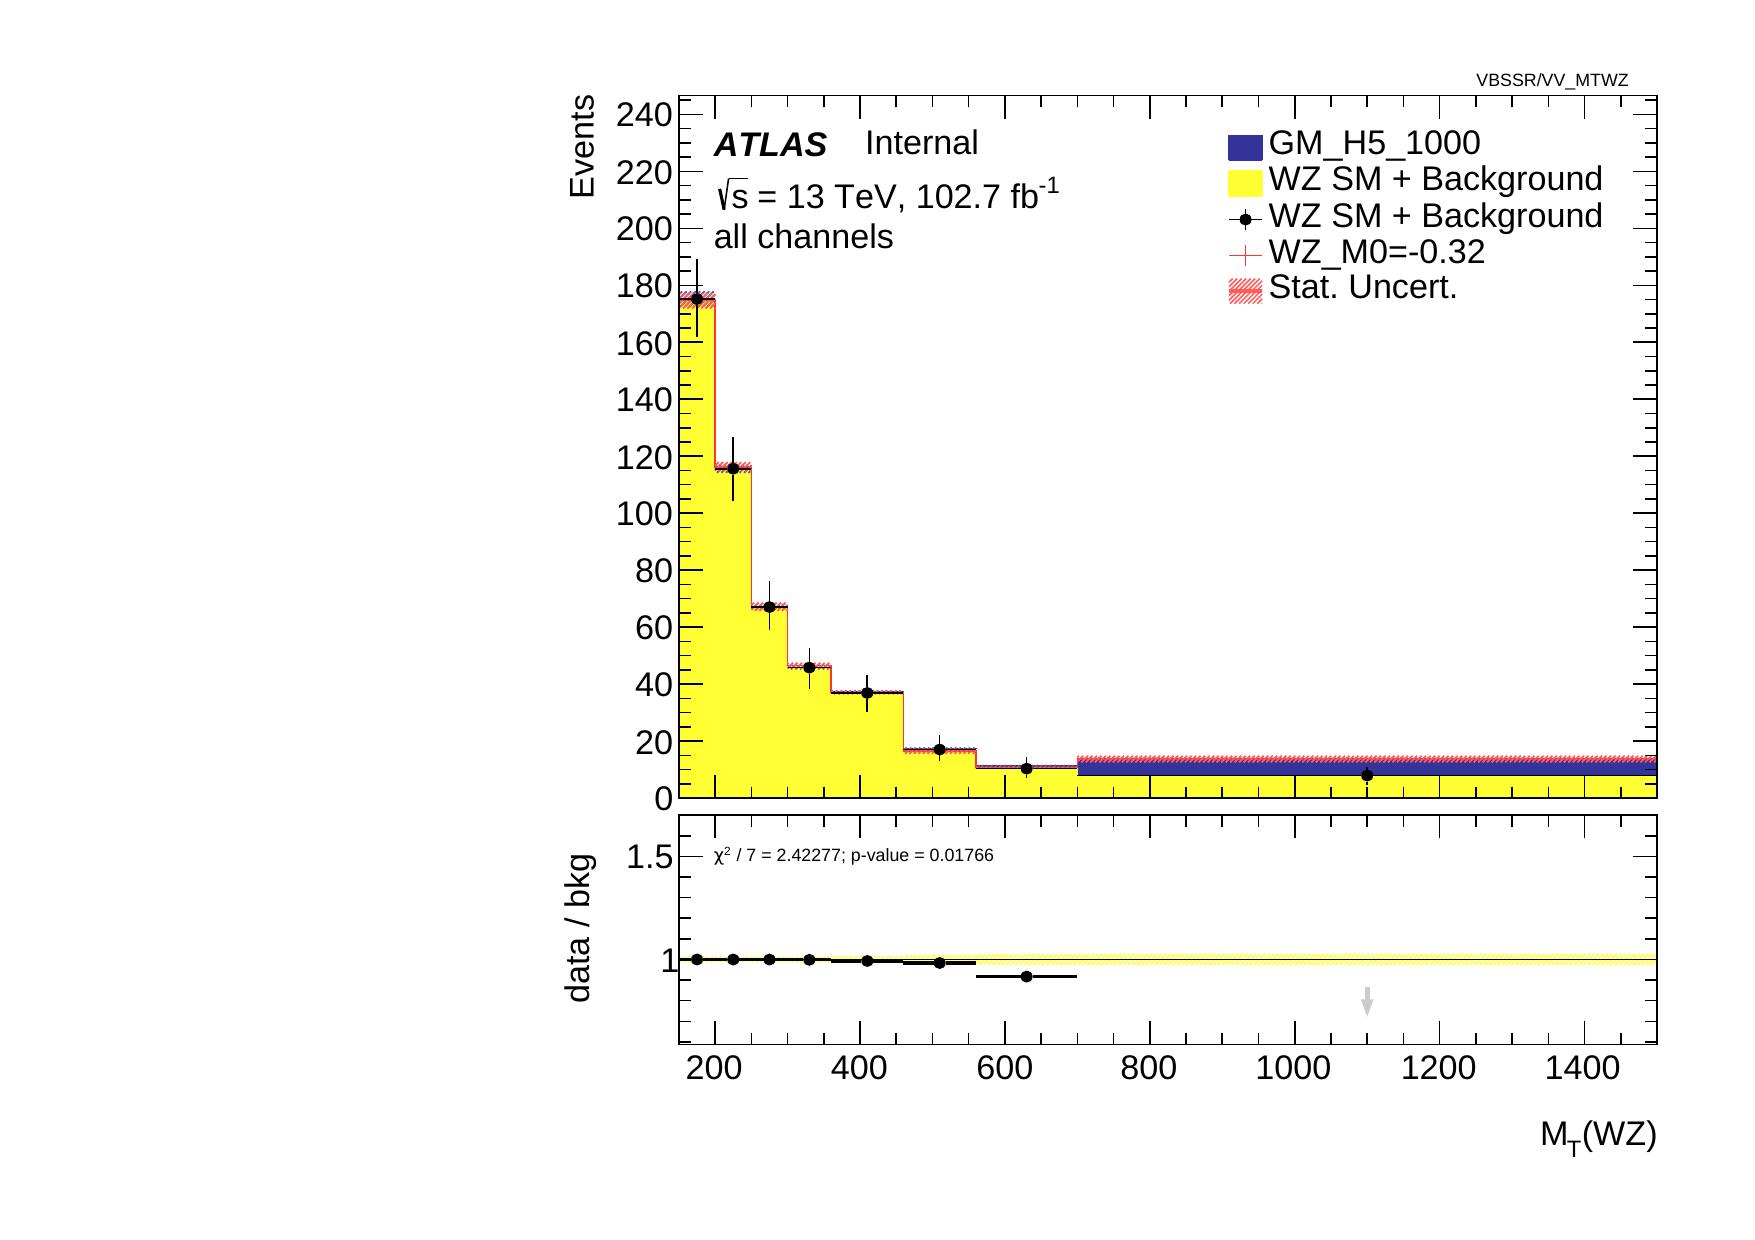 VBSSR/VV_MTWZ
Events
240
220
200
180
160
140
120
100
80
60
40
20
0
ATLAS Internal
√s = 13 TeV, 102.7 fb-1
all channels
GM_H5_1000
WZ SM + Background
WZ SM + Background
WZ_M0=-0.32
Stat. Uncert.
data / bkg
1.5
1
χ2 / 7 = 2.42277; p-value = 0.01766
200 400 600 800 1000 1200 1400
MT(WZ)